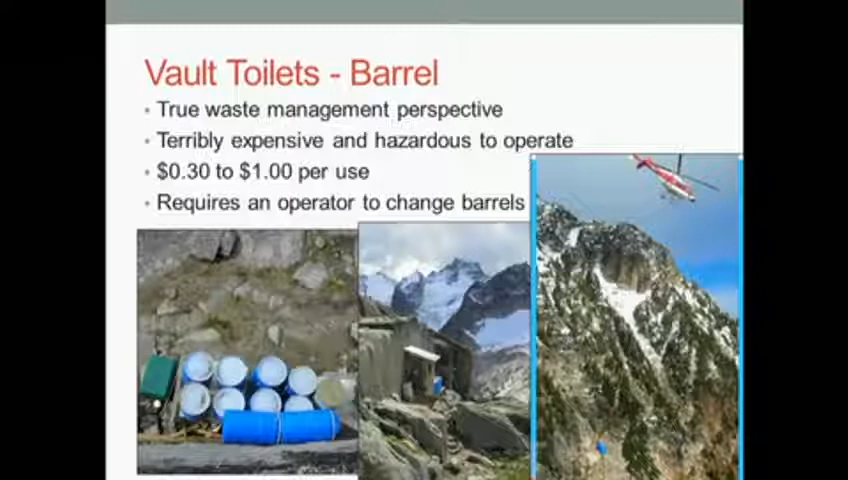 Vault Toilets - Barrel
• True waste management perspective
• Terribly expensive and hazardous to operate
• $0.30 to $1.00 per use
• Requires an operator to change barrels